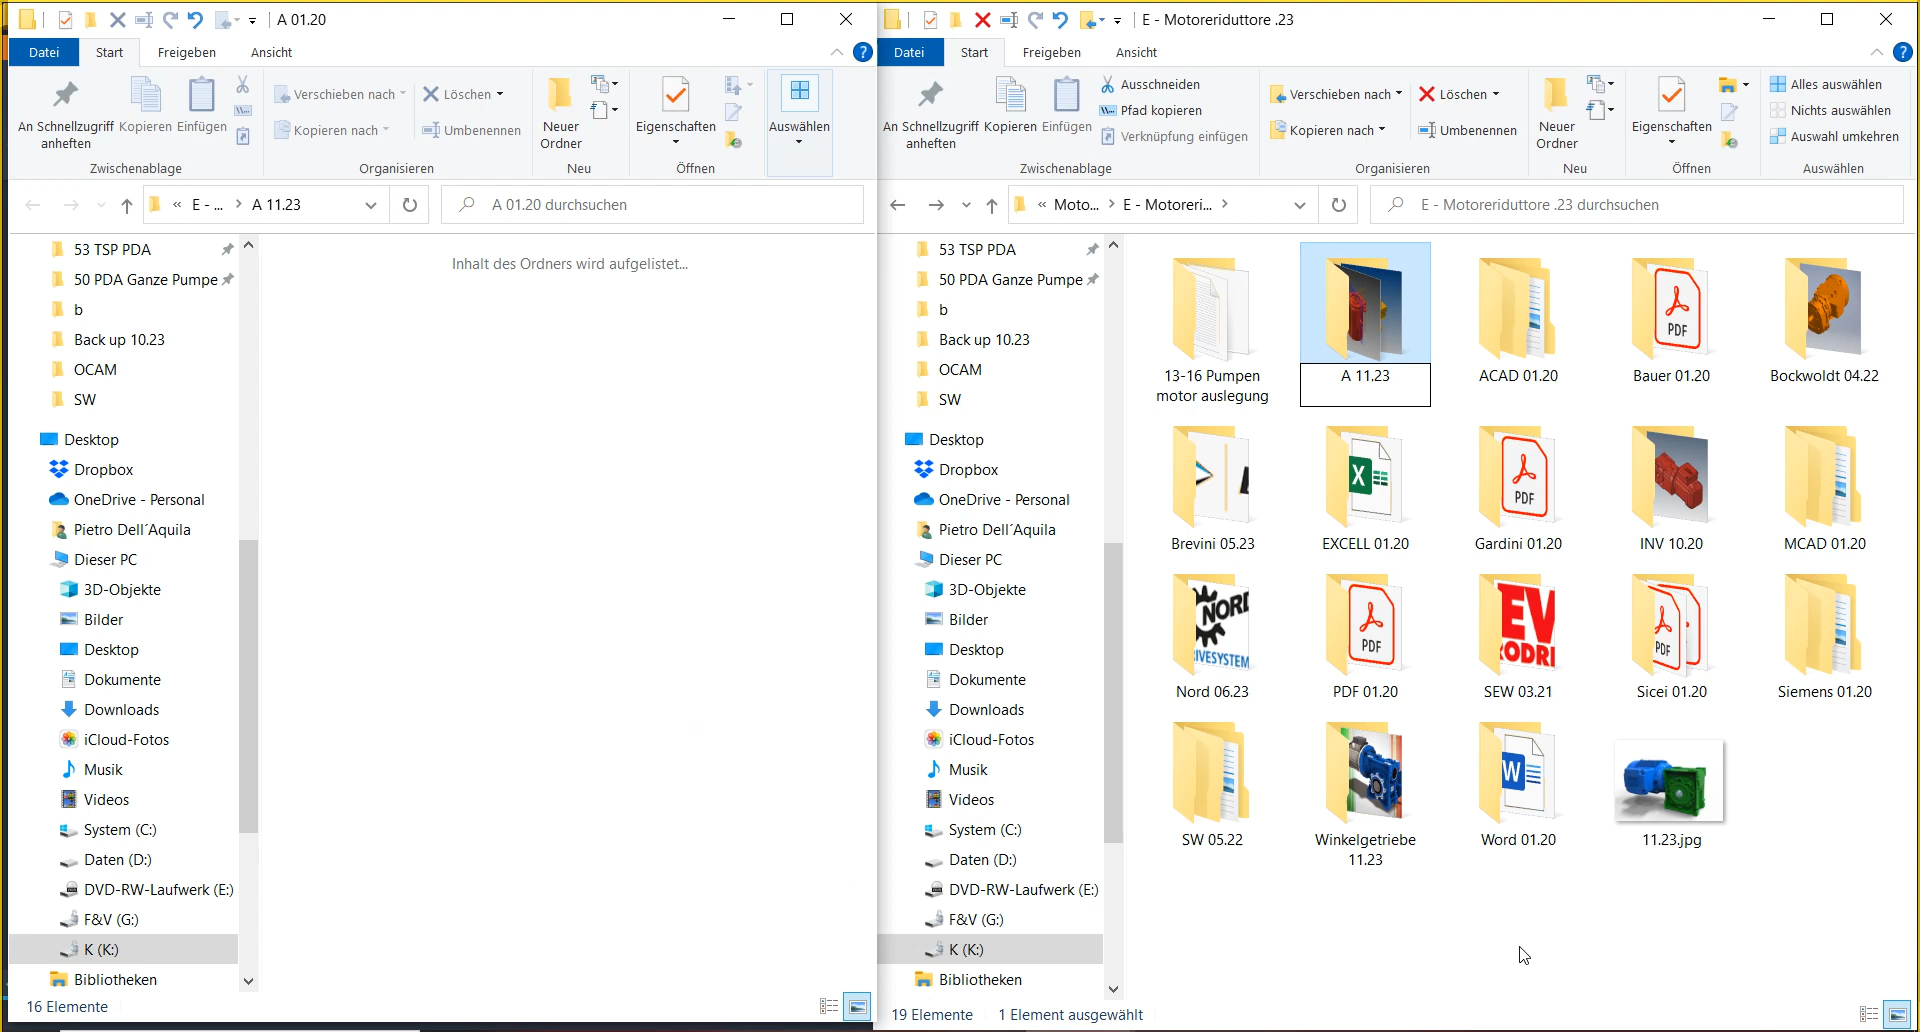 A 01.20
Datei
Start
Freigeben
Ansicht
An Schnellzugriff anheften
Kopieren
Einfügen
Zwischenablage
Verschieben nach
Kopieren nach
Löschen
Umbenennen
Organisieren
Neuer Ordner
Neu
Eigenschaften
Öffnen
Auswählen
« E - ... > A 11.23
A 01.20 durchsuchen
53 TSP PDA
50 PDA Ganze Pumpe
b
Back up 10.23
OCAM
SW
Desktop
Dropbox
OneDrive - Personal
Pietro Dell´Aquila
Dieser PC
3D-Objekte
Bilder
Desktop
Dokumente
Downloads
iCloud-Fotos
Musik
Videos
System (C:)
Daten (D:)
DVD-RW-Laufwerk (E:)
F&V (G:)
K (K:)
Bibliotheken
Inhalt des Ordners wird aufgelistet...
16 Elemente
E - Motoreriduttore .23
Datei
Start
Freigeben
Ansicht
An Schnellzugriff anheften
Kopieren
Einfügen
Ausschneiden
Pfad kopieren
Verknüpfung einfügen
Zwischenablage
Verschieben nach
Kopieren nach
Löschen
Umbenennen
Organisieren
Neuer Ordner
Neu
Eigenschaften
Öffnen
Alles auswählen
Nichts auswählen
Auswahl umkehren
Auswählen
« Moto... > E - Motoreri... >
E - Motoreriduttore .23 durchsuchen
53 TSP PDA
50 PDA Ganze Pumpe
b
Back up 10.23
OCAM
SW
Desktop
Dropbox
OneDrive - Personal
Pietro Dell´Aquila
Dieser PC
3D-Objekte
Bilder
Desktop
Dokumente
Downloads
iCloud-Fotos
Musik
Videos
System (C:)
Daten (D:)
DVD-RW-Laufwerk (E:)
F&V (G:)
K (K:)
Bibliotheken
13-16 Pumpen
motor auslegung
A 11.23
ACAD 01.20
PDF
Bauer 01.20
Bockwoldt 04.22
Brevini 05.23
X
EXCELL 01.20
PDF
Gardini 01.20
INV 10.20
MCAD 01.20
NORD
RIVESYSTEM
Nord 06.23
PDF
PDF 01.20
EV
RODRI
SEW 03.21
PDF
Sicei 01.20
Siemens 01.20
SW 05.22
Winkelgetriebe
11.23
W
Word 01.20
11.23.jpg
19 Elemente
1 Element ausgewählt